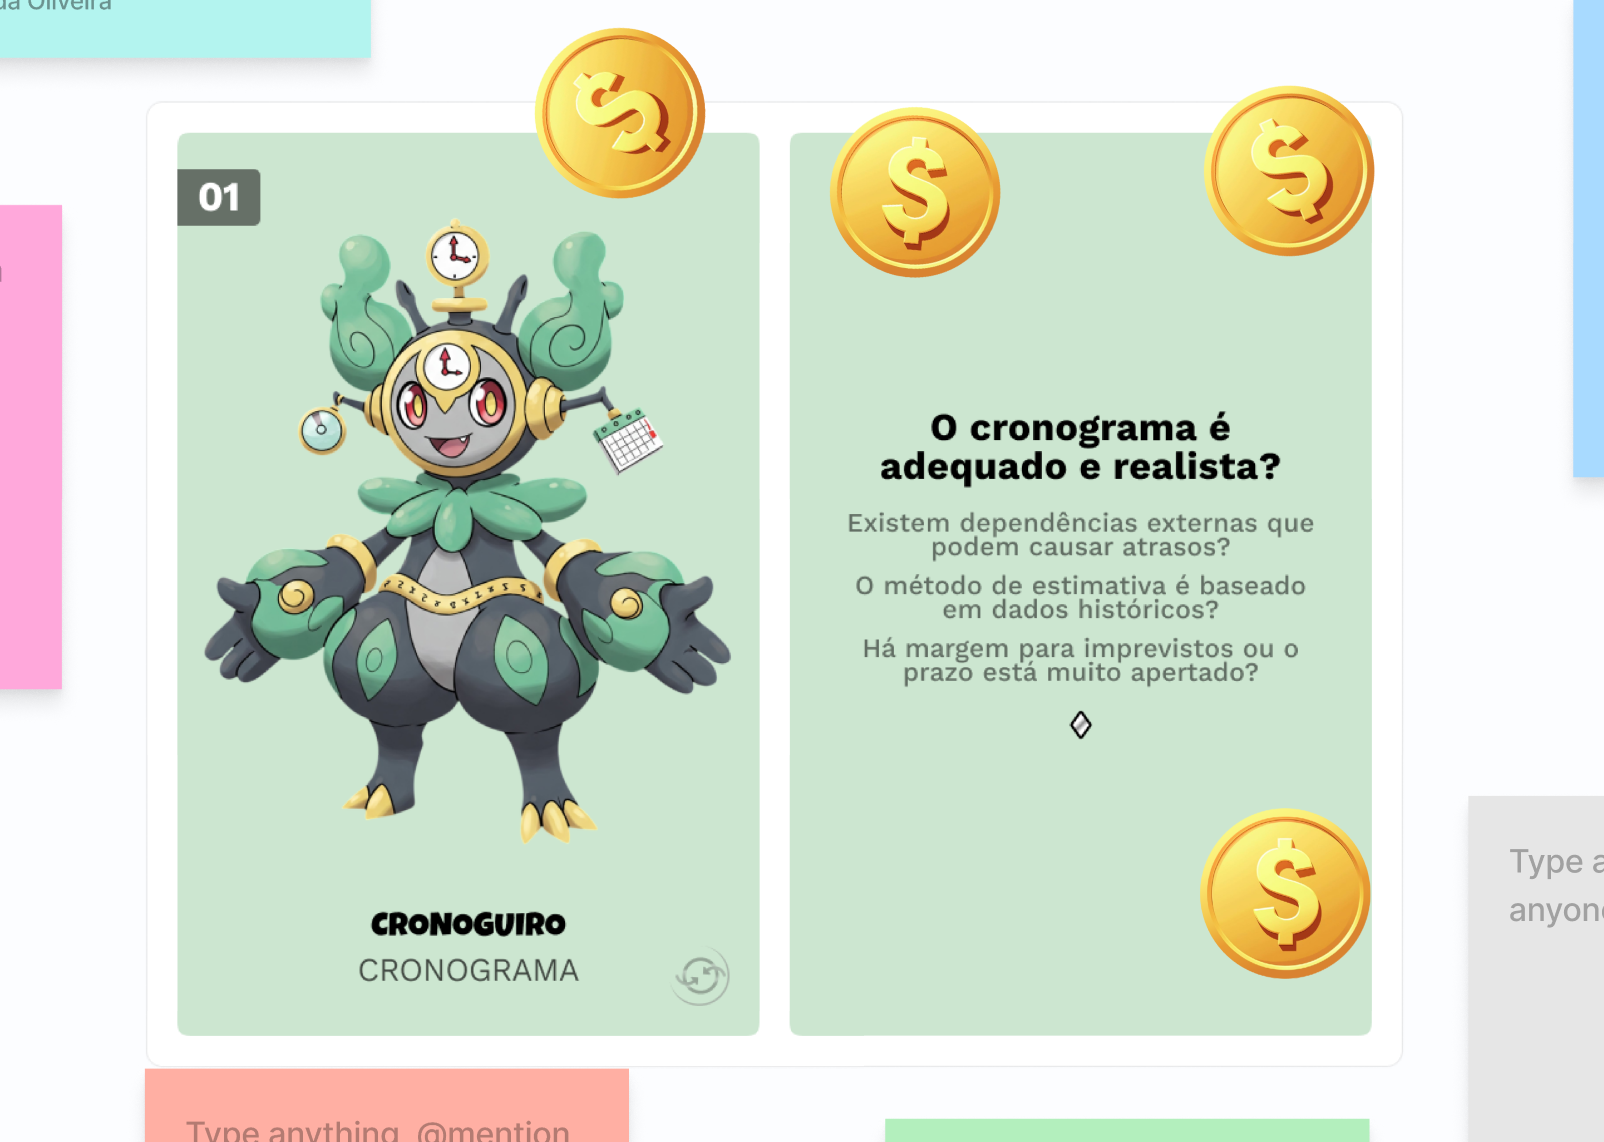 da Oliveira
01
CRONOGUIRO
CRONOGRAMA
O cronograma é
adequado e realista?
Existem dependências externas que
podem causar atrasos?
O método de estimativa é baseado
em dados históricos?
Há margem para imprevistos ou o
prazo está muito apertado?
$
$
$
$
Type a
anyon
Type anything, @mention